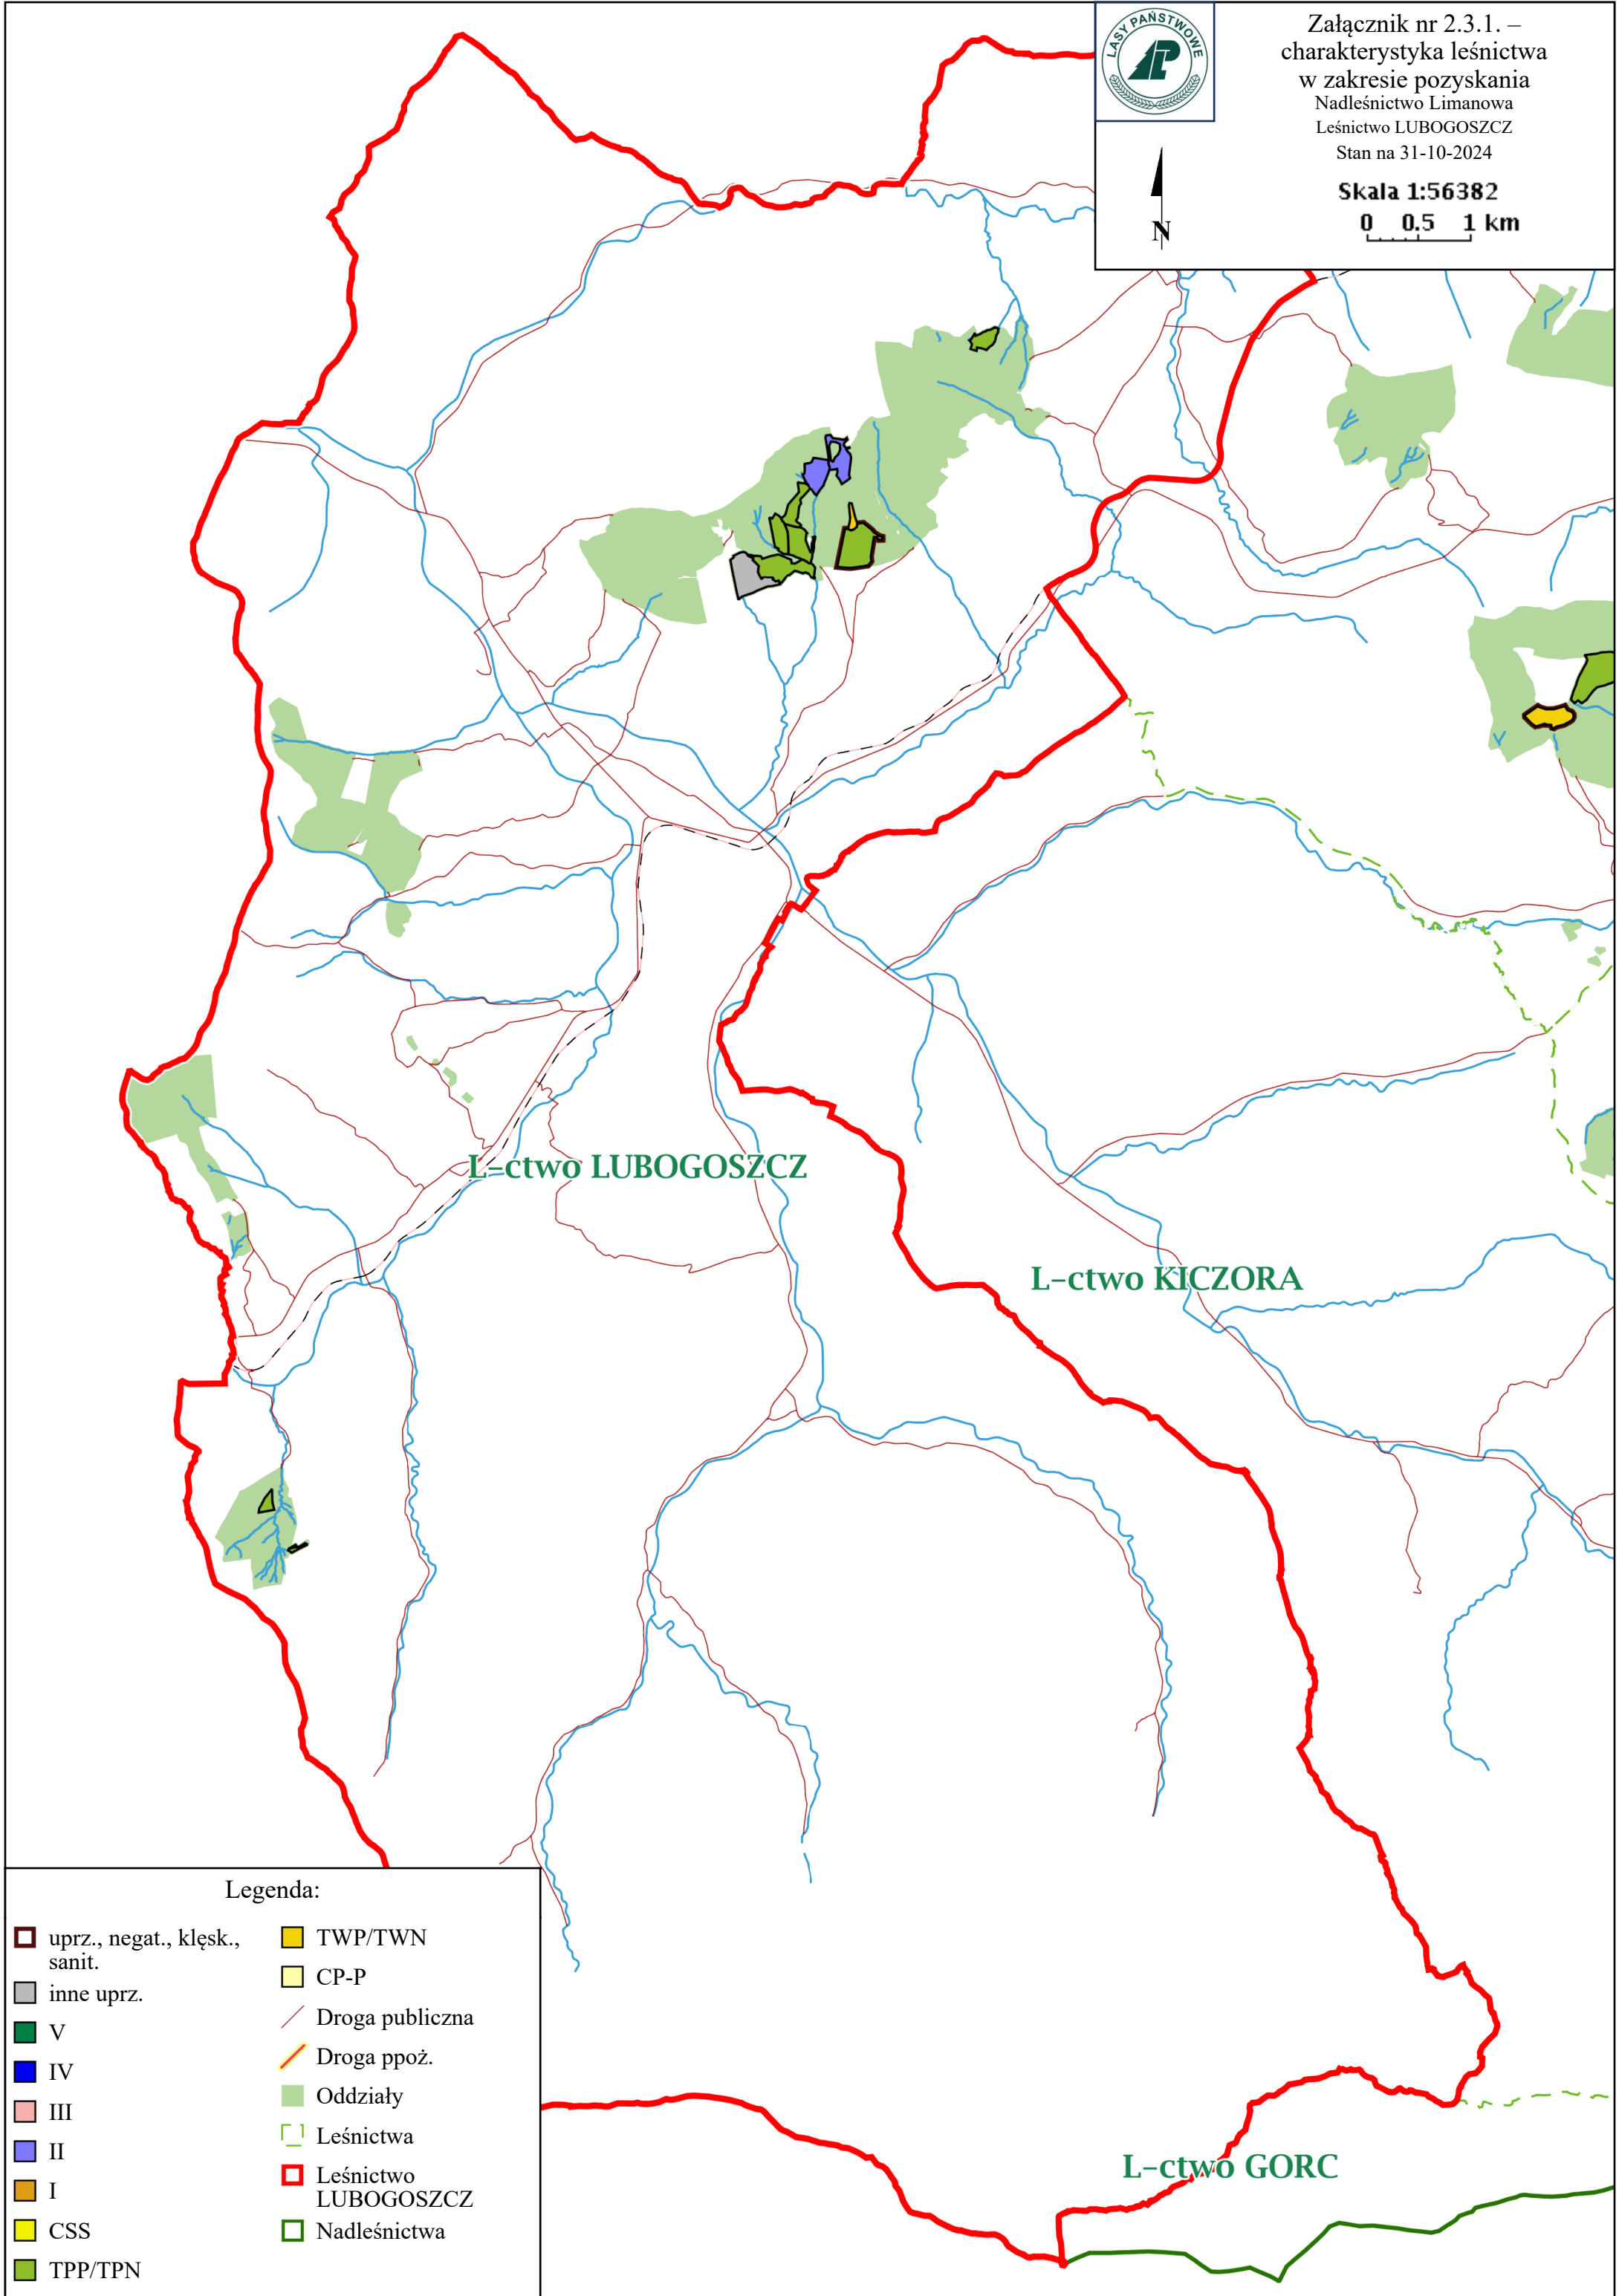 LASY PAŃSTWOWE
LP
Załącznik nr 2.3.1. –
charakterystyka leśnictwa
w zakresie pozyskania
Nadleśnictwo Limanowa
Leśnictwo LUBOGOSZCZ
Stan na 31-10-2024
Skala 1:56382
0 0.5 1 km
N
L-ctwo LUBOGOSZCZ
L-ctwo KICZORA
L-ctwo GORC
Legenda:
uprz., negat., klęsk.,
sanit.
inne uprz.
V
IV
III
II
I
CSS
TPP/TPN
TWP/TWN
CP-P
Droga publiczna
Droga ppoż.
Oddziały
Leśnictwa
Leśnictwo
LUBOGOSZCZ
Nadleśnictwa